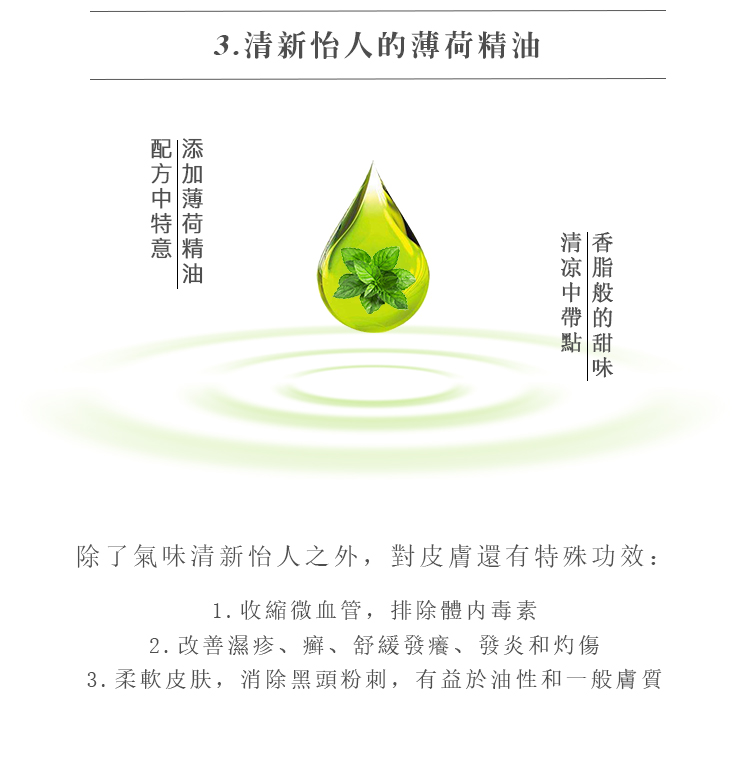 3.清新怡人的薄荷精油
添加薄荷精油
配方中特意
香脂般的甜味
清凉中帶點
除了氣味清新怡人之外，對皮膚還有特殊功效：
1.收縮微血管，排除體内毒素
2.改善濕疹、癬、舒緩發癢、發炎和灼傷
3.柔軟皮肤，消除黑頭粉刺，有益於油性和一般膚質